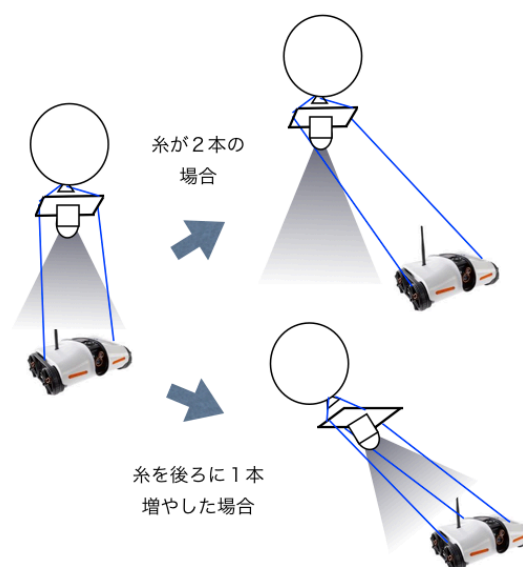 糸が２本の
場合
糸を後ろに１本
増やした場合